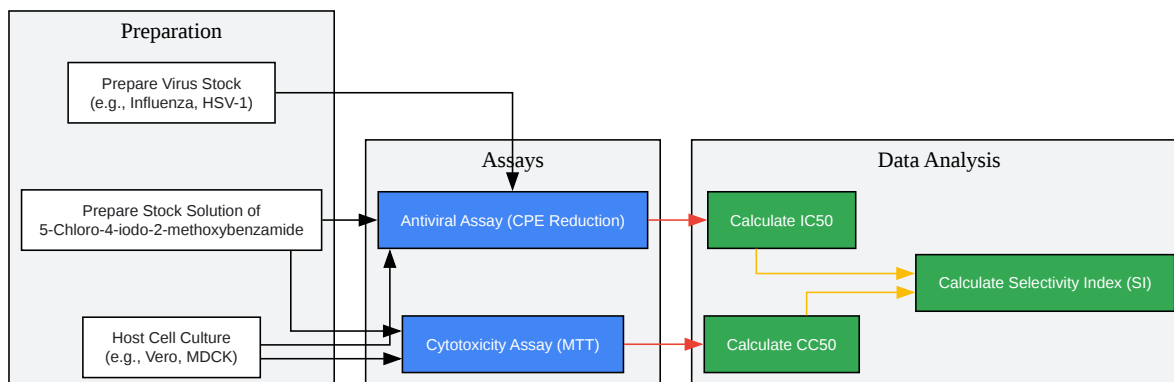 Preparation
Prepare Virus Stock
(e.g., Influenza, HSV-1)
Prepare Stock Solution of
5-Chloro-4-iodo-2-methoxybenzamide
Host Cell Culture
(e.g., Vero, MDCK)
Assays
Antiviral Assay (CPE Reduction)
Cytotoxicity Assay (MTT)
Data Analysis
Calculate IC50
Calculate CC50
Calculate Selectivity Index (SI)